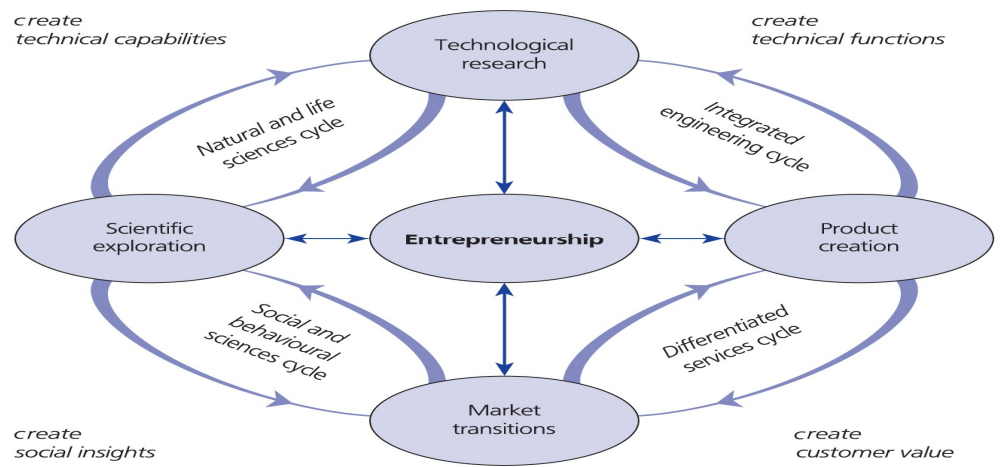 create
technical capabilities
create
technical functions
Technological
research
Natural and life
sciences cycle
Integrated
engineering cycle
Scientific
exploration
Entrepreneurship
Product
creation
Social and
behavioural
sciences cycle
Differentiated
services cycle
Market
transitions
create
social insights
create
customer value